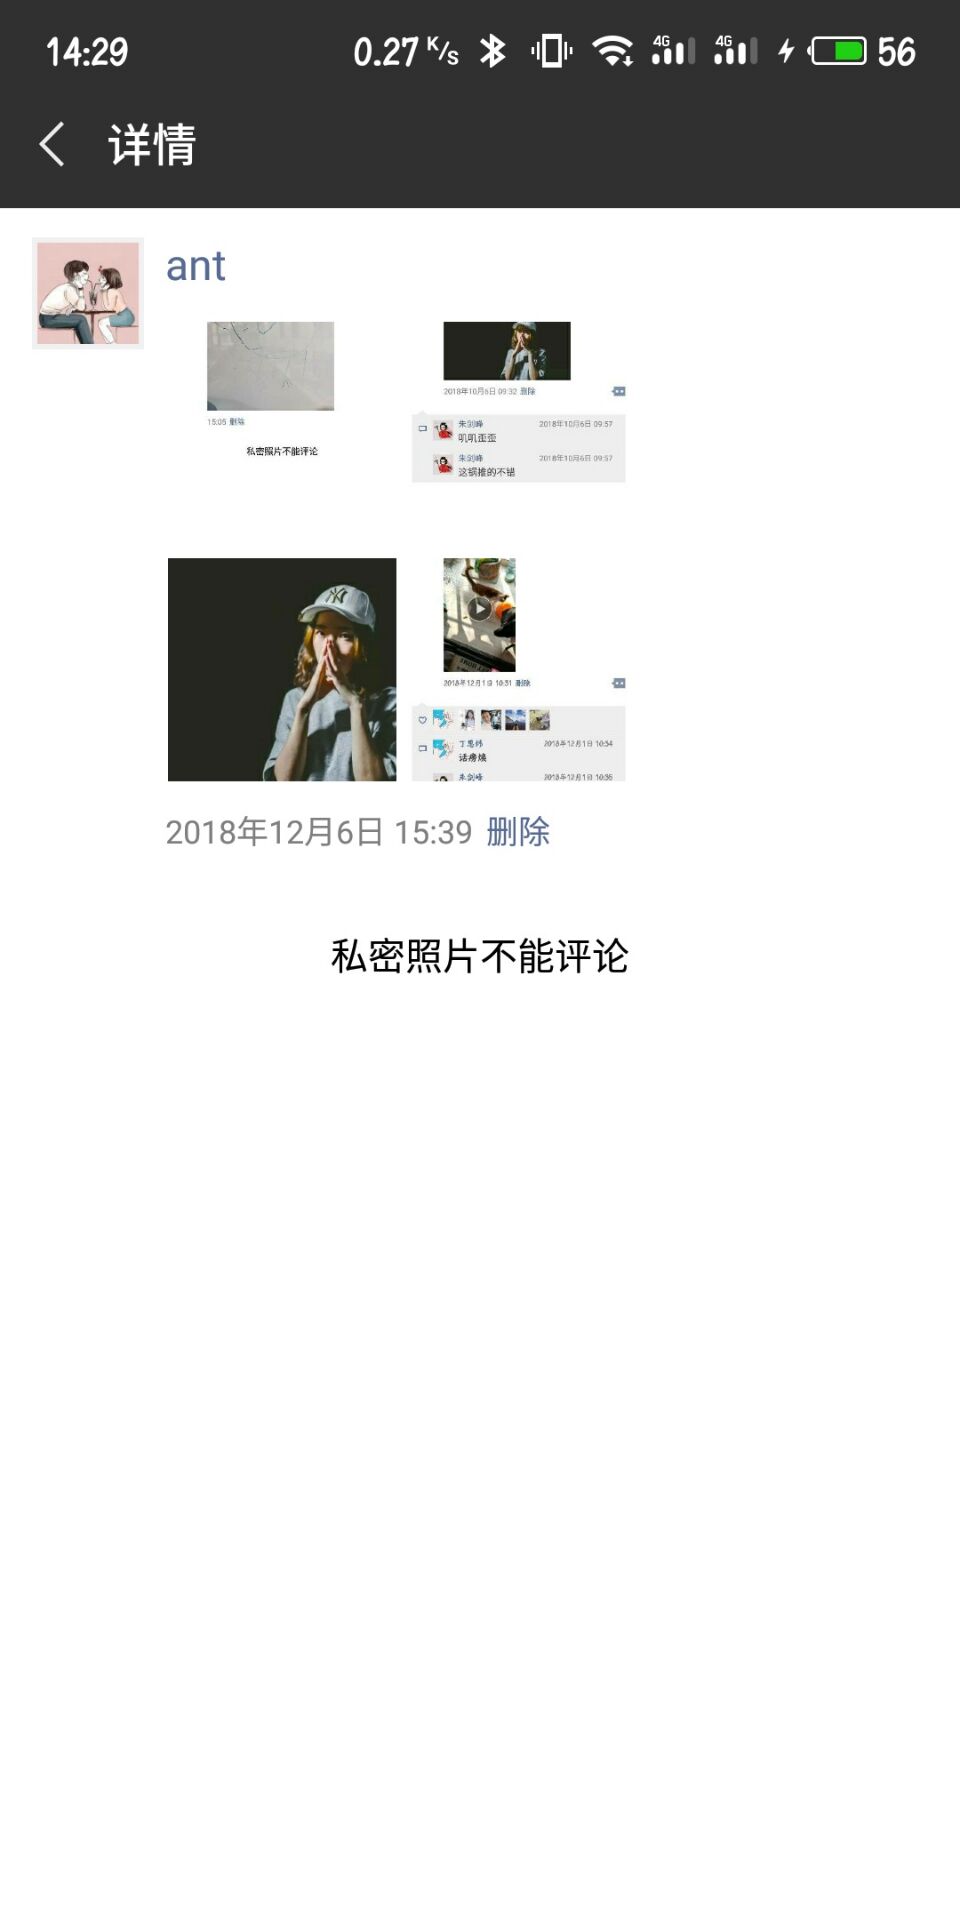 14:29
0.27 K/s
4G
4G
56
详情
ant
15:05 删除
私密照片不能评论
2018年10月6日 09:32 删除
朱剑峰
2018年10月6日 09:57
叽叽歪歪
朱剑峰
2018年10月6日 09:57
这锅推的不错
NY
2018年12月1日 10:31 删除
2018年12月1日 10:34
朱剑峰
2018年12月1日 10:36
2018年12月6日 15:39 删除
私密照片不能评论